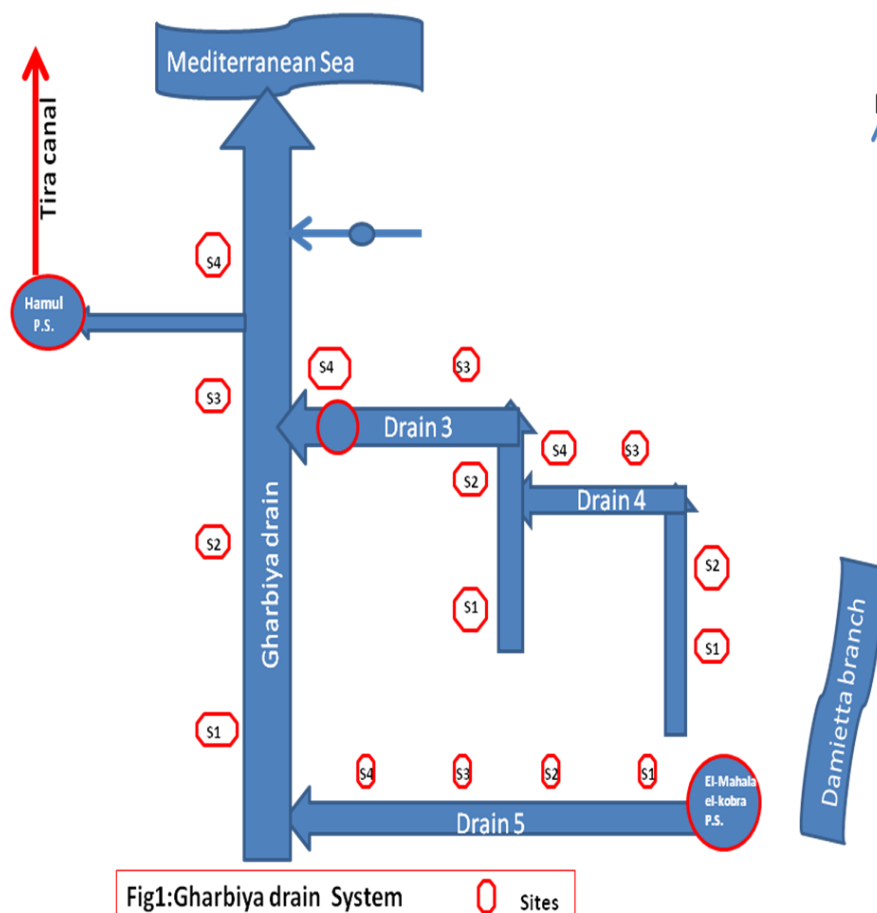 Mediterranean Sea
Tira canal
S4
Hamul
P.S.
S4
S3
S3
Drain 3
S4
S3
S2
Drain 4
S2
S2
Gharbiya drain
S1
S1
Damietta branch
S1
S4
S3
S2
S1
El-Mahala
el-kobra
P.S.
Drain 5
Fig1:Gharbiya drain System
Sites